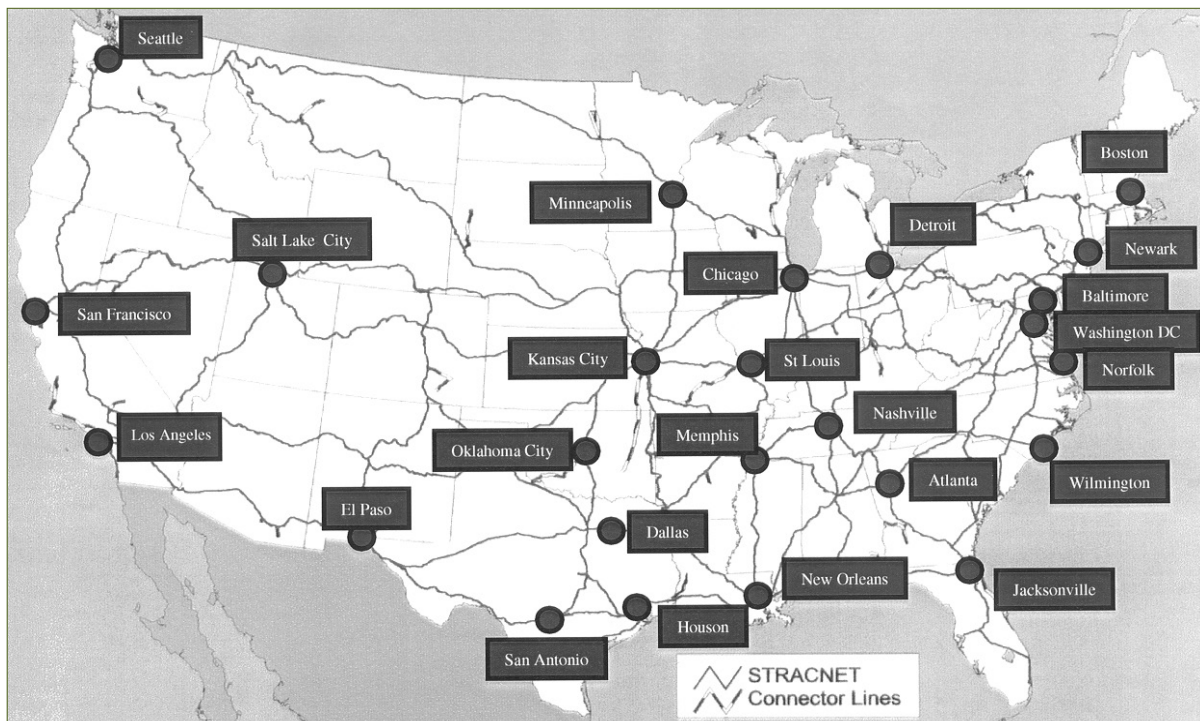 Seattle
Boston
Minneapolis
Detroit
Salt Lake City
Newark
Chicago
Baltimore
San Francisco
Washington DC
Kansas City
St Louis
Norfolk
Nashville
Los Angeles
Memphis
Oklahoma City
Atlanta
Wilmington
El Paso
Dallas
New Orleans
Jacksonville
Houson
San Antonio
STRACNET
Connector Lines